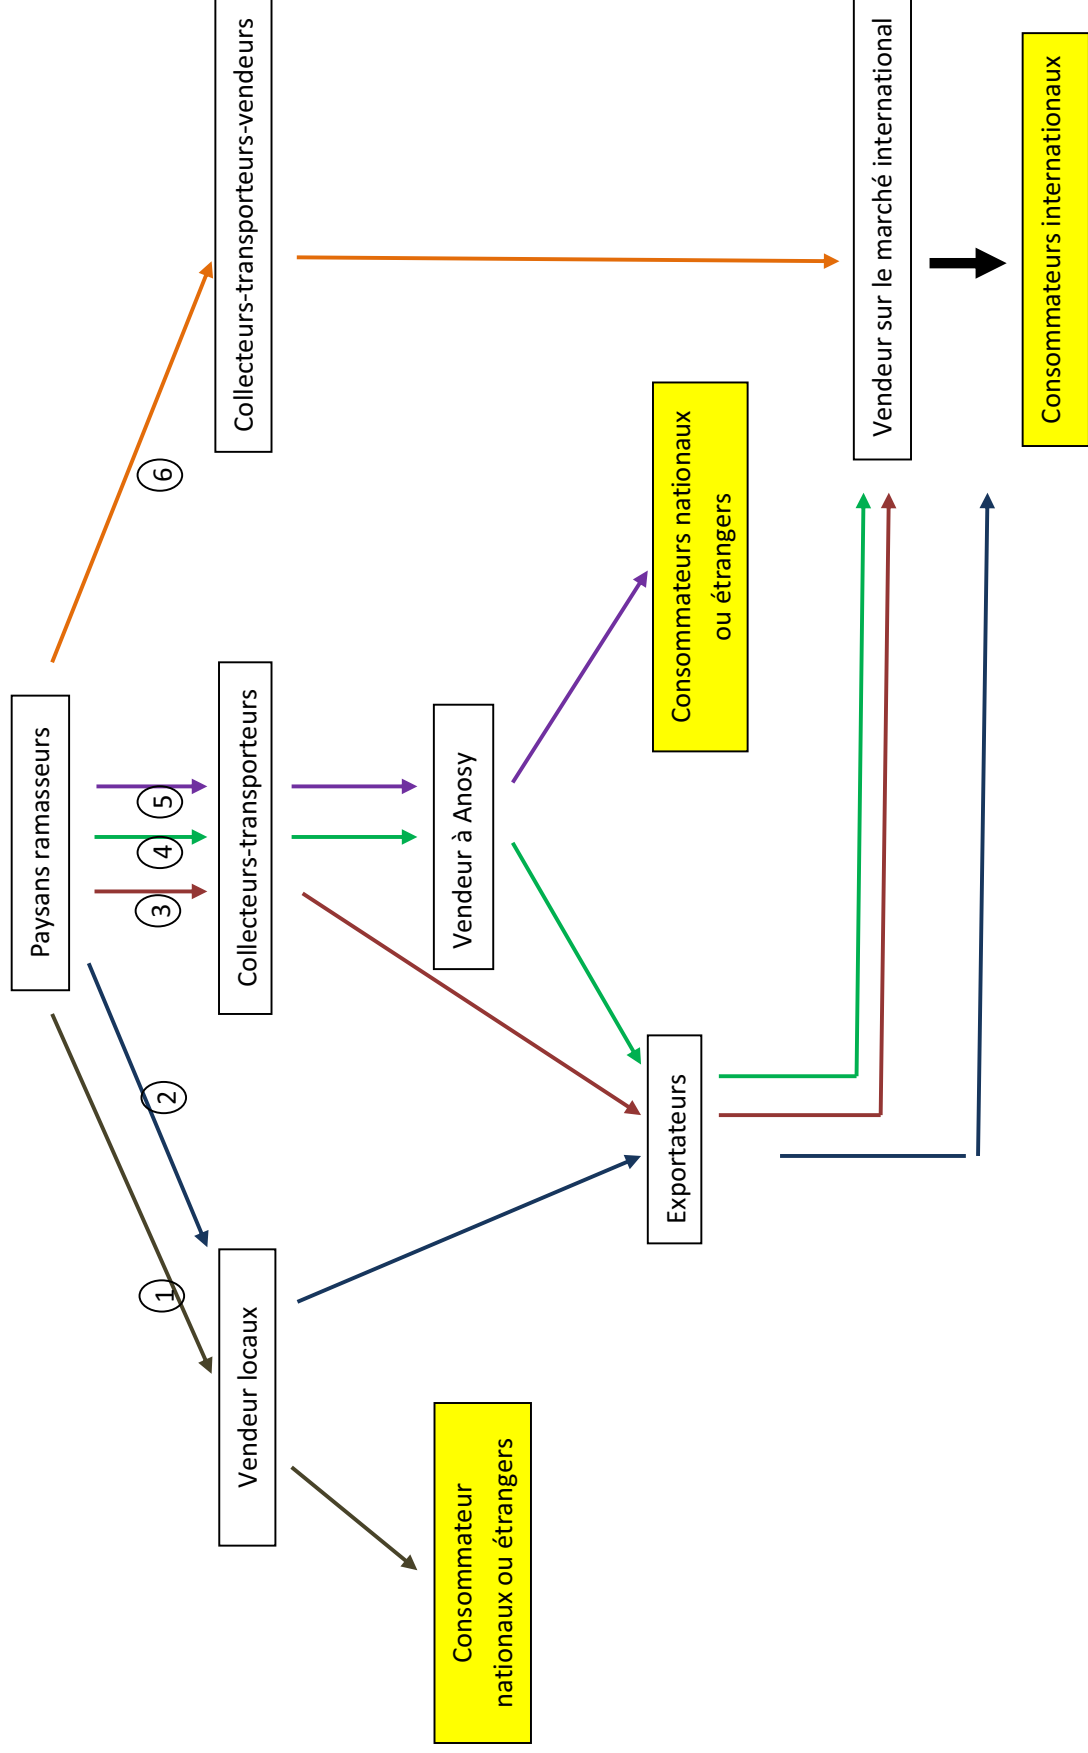 Paysans ramasseurs
1
2
3
4
5
6
Vendeur locaux
Collecteurs-transporteurs
Collecteurs-transporteurs-vendeurs
Consommateur
nationaux ou étrangers
Vendeur à Anosy
Exportateurs
Consommateurs nationaux
ou étrangers
Vendeur sur le marché international
Consommateurs internationaux